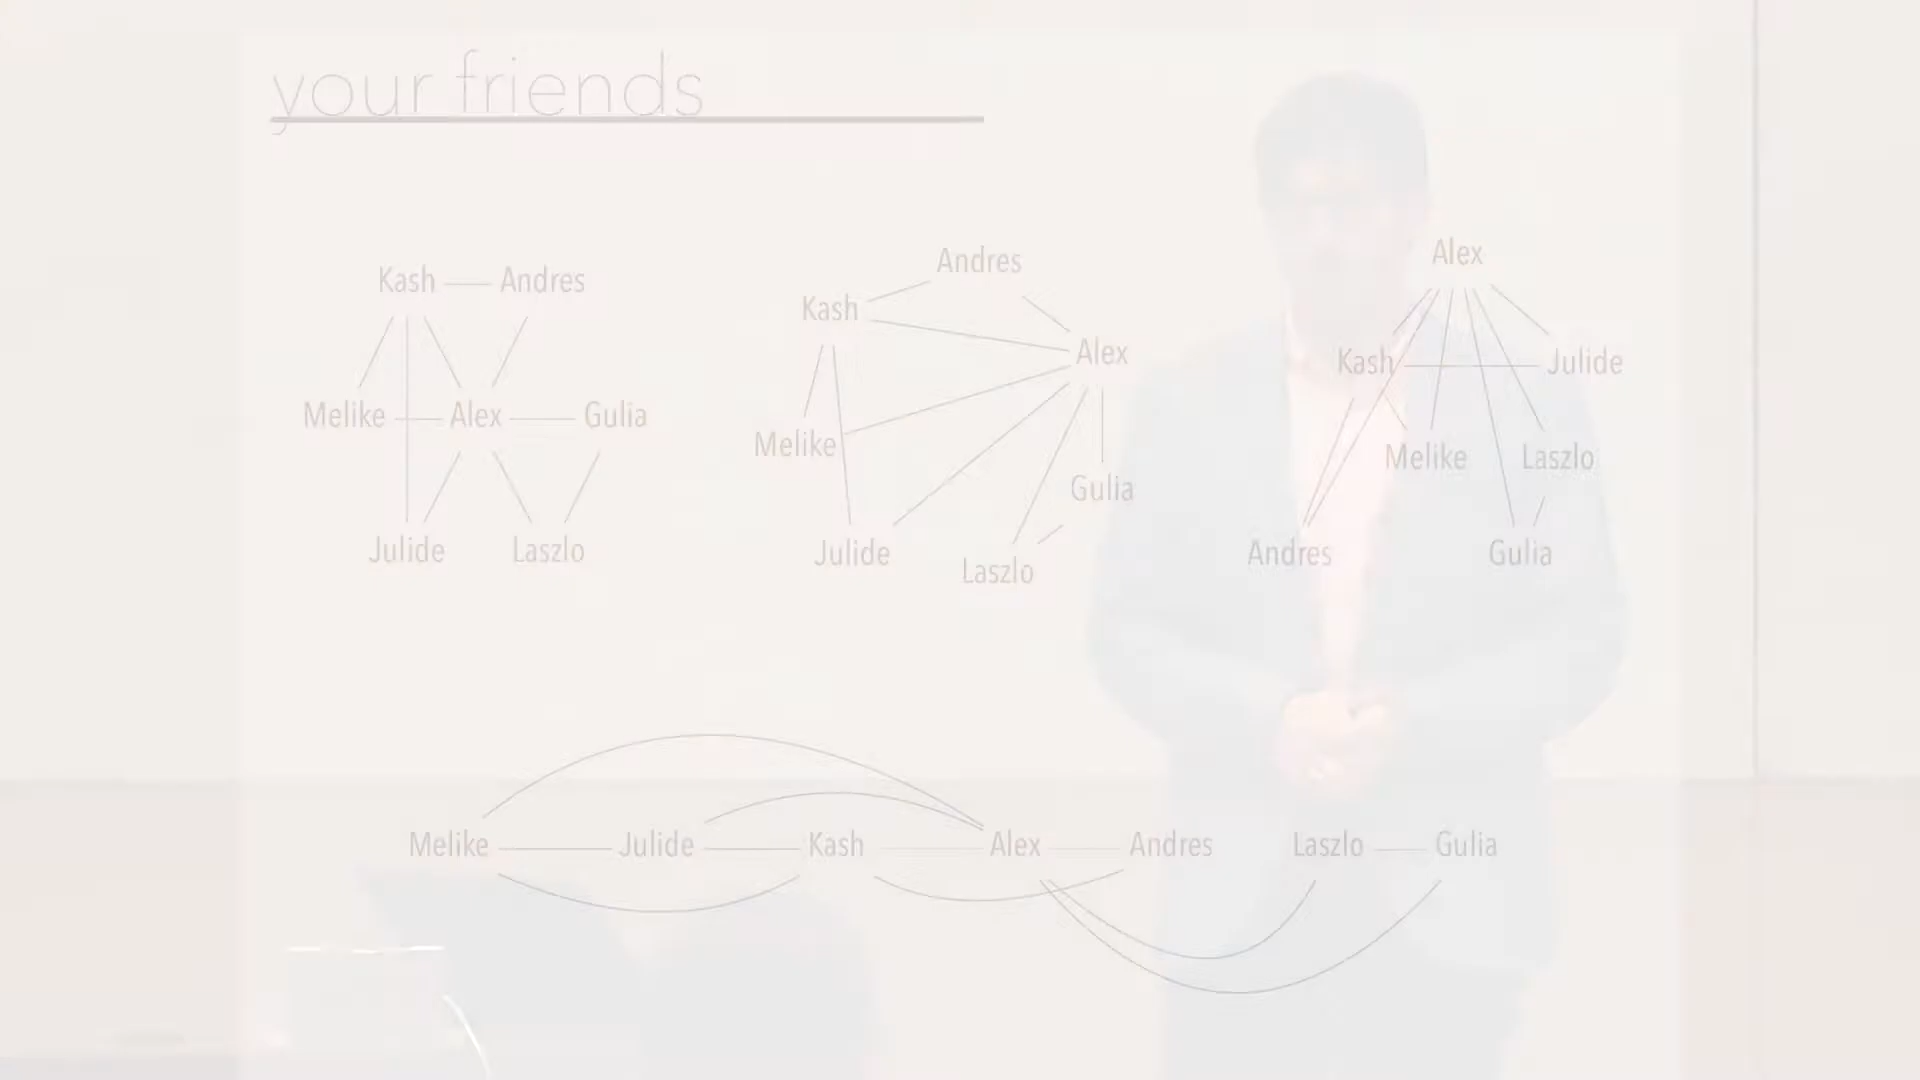 your friends
Kash Andres
Melike Alex Gulia
Julide Laszlo
Andres
Kash
Alex
Melike
Gulia
Julide
Laszlo
Alex
Kash Julide
Melike Laszlo
Andres Gulia
Melike Julide Kash Alex Andres Laszlo Gulia